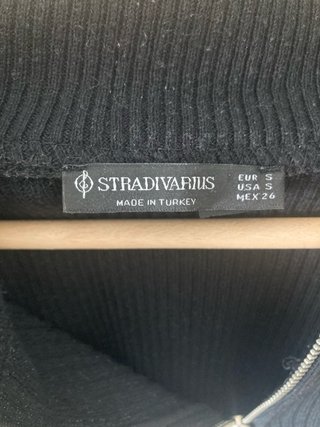 STRADIVARIUS
MADE IN TURKEY
EUR S
USA S
MEX 26